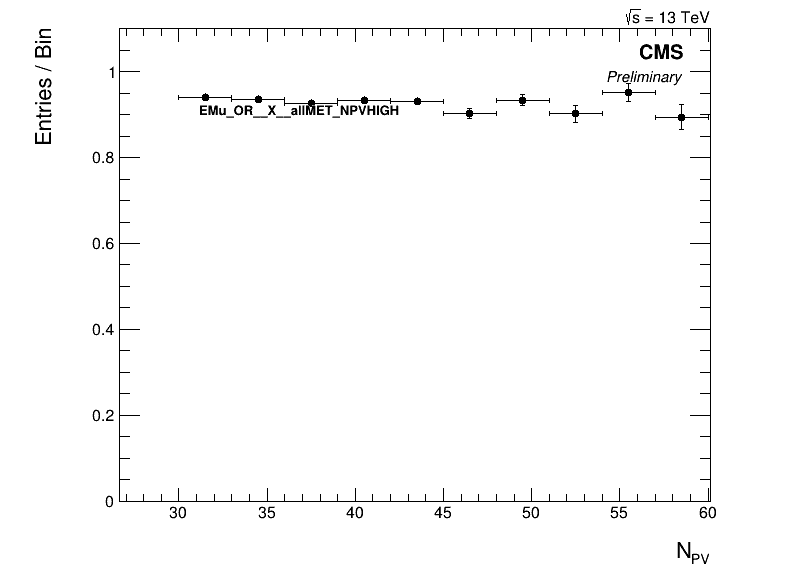 √s = 13 TeV
Entries / Bin
CMS
Preliminary
EMu_OR__X__allMET_NPVHIGH
1
0.8
0.6
0.4
0.2
0
30 35 40 45 50 55 60
NPV